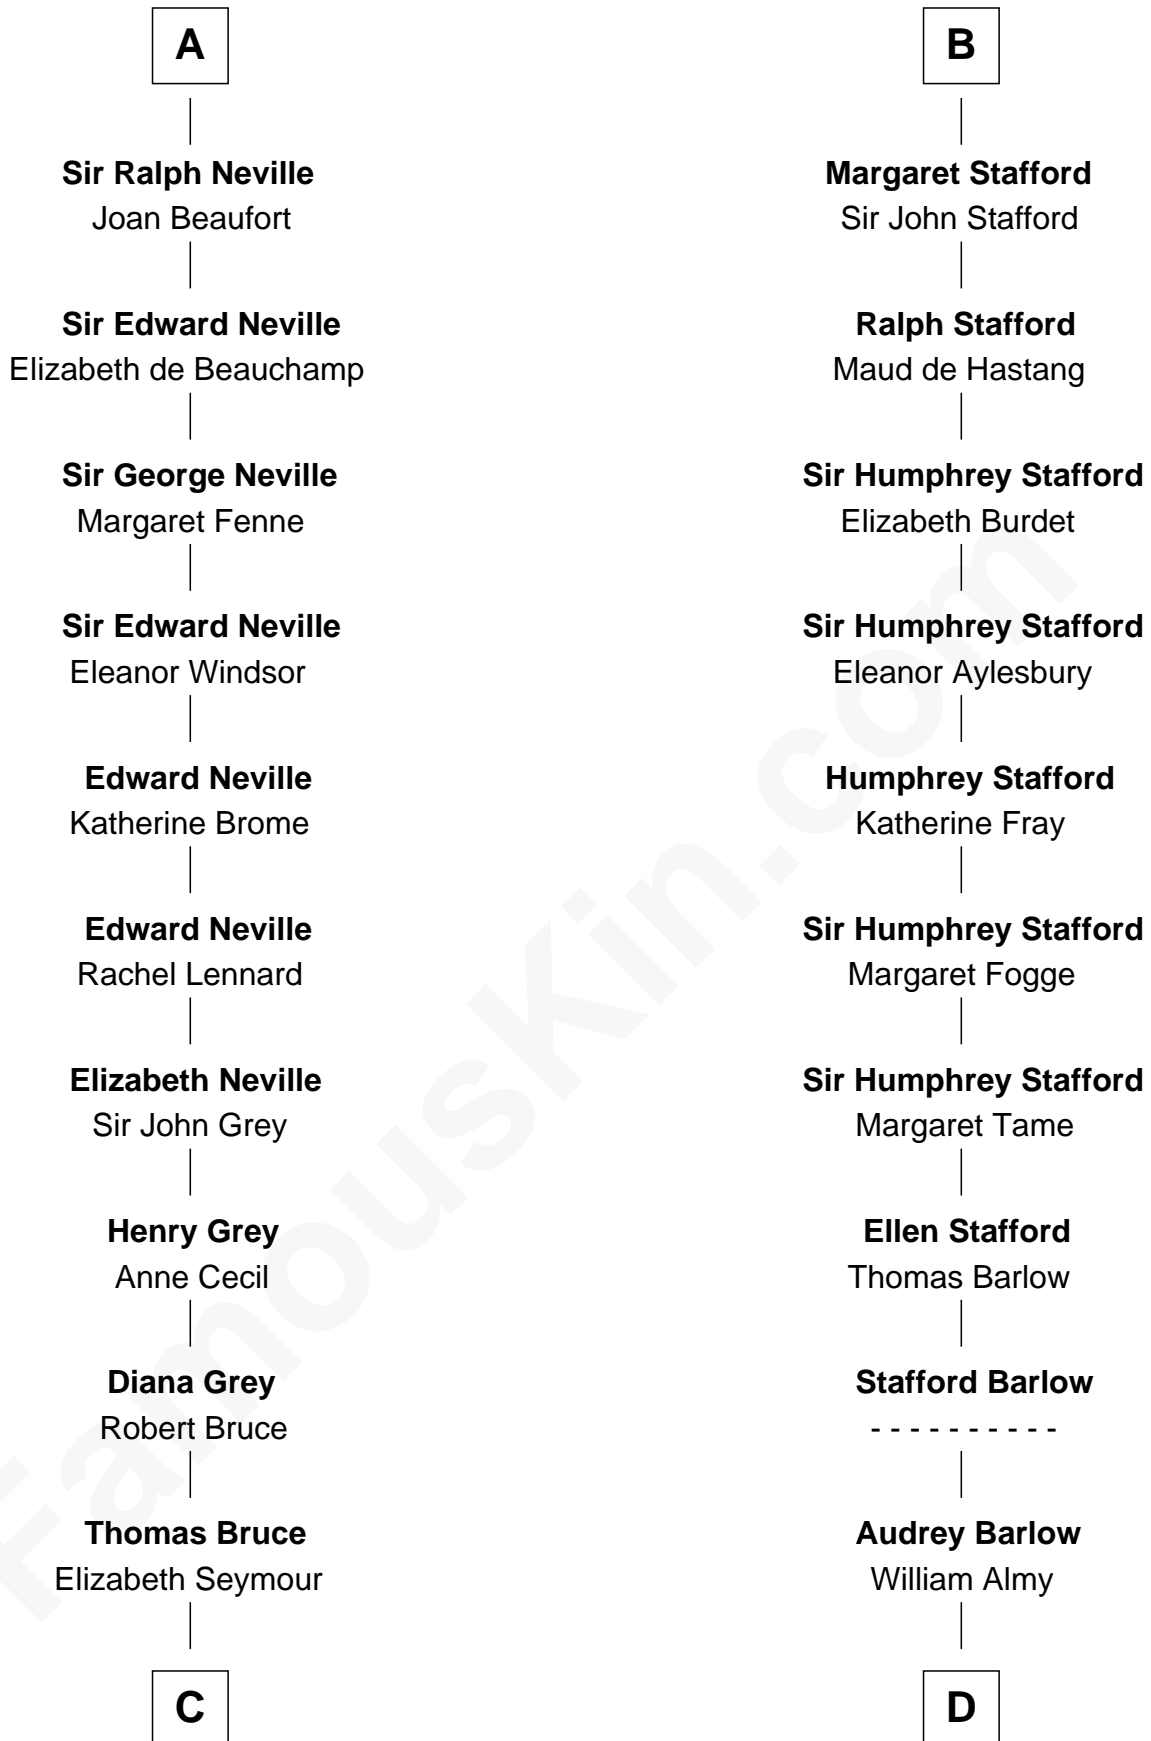 A
Sir Ralph Neville
Joan Beaufort
Sir Edward Neville
Elizabeth de Beauchamp
Sir George Neville
Margaret Fenne
Sir Edward Neville
Eleanor Windsor
Edward Neville
Katherine Brome
Edward Neville
Rachel Lennard
Elizabeth Neville
Sir John Grey
Henry Grey
Anne Cecil
Diana Grey
Robert Bruce
Thomas Bruce
Elizabeth Seymour
C
B
Margaret Stafford
Sir John Stafford
Ralph Stafford
Maud de Hastang
Sir Humphrey Stafford
Elizabeth Burdet
Sir Humphrey Stafford
Eleanor Aylesbury
Humphrey Stafford
Katherine Fray
Sir Humphrey Stafford
Margaret Fogge
Sir Humphrey Stafford
Margaret Tame
Ellen Stafford
Thomas Barlow
Stafford Barlow
- - - - - - - - - -
Audrey Barlow
William Almy
D
FamousKin.com